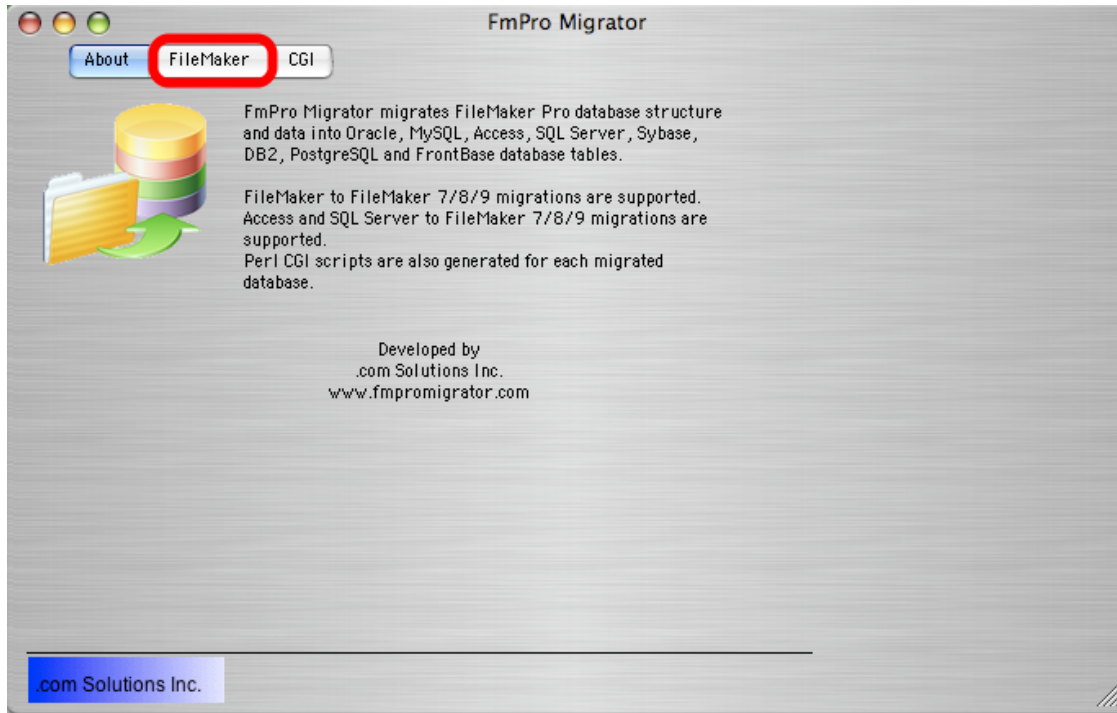 FmPro Migrator
About FileMaker CGI
FmPro Migrator migrates FileMaker Pro database structure
and data into Oracle, MySQL, Access, SQL Server, Sybase,
DB2, PostgreSQL and FrontBase database tables.
FileMaker to FileMaker 7/8/9 migrations are supported.
Access and SQL Server to FileMaker 7/8/9 migrations are
supported.
Perl CGI scripts are also generated for each migrated
database.
Developed by
.com Solutions Inc.
www.fmpromigrator.com
.com Solutions Inc.